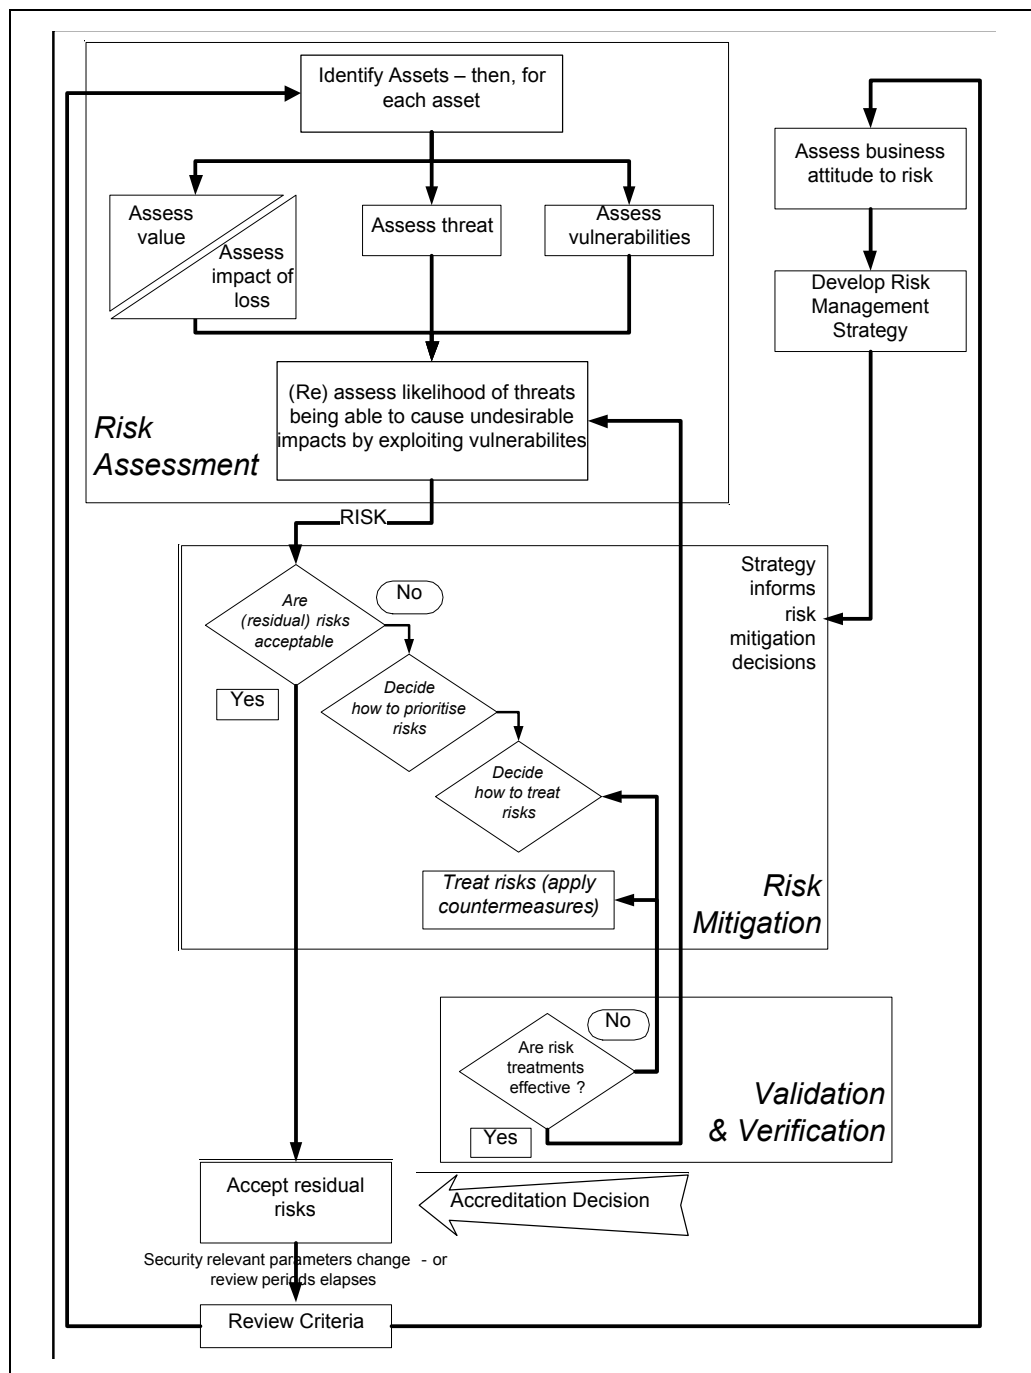 Identify Assets – then, for
each asset
Assess
value
Assess
impact of
loss
Assess threat
Assess
vulnerabilities
Assess business
attitude to risk
Develop Risk
Management
Strategy
(Re) assess likelihood of threats
being able to cause undesirable
impacts by exploiting vulnerabilites
Risk
Assessment
RISK
Are
(residual) risks
acceptable
No
Yes
Decide
how to prioritise
risks
Decide
how to treat
risks
Strategy
informs
risk
mitigation
decisions
Treat risks (apply
countermeasures)
Risk
Mitigation
No
Are risk
treatments
effective ?
Yes
Validation
& Verification
Accept residual
risks
Accreditation Decision
Security relevant parameters change - or
review periods elapses
Review Criteria